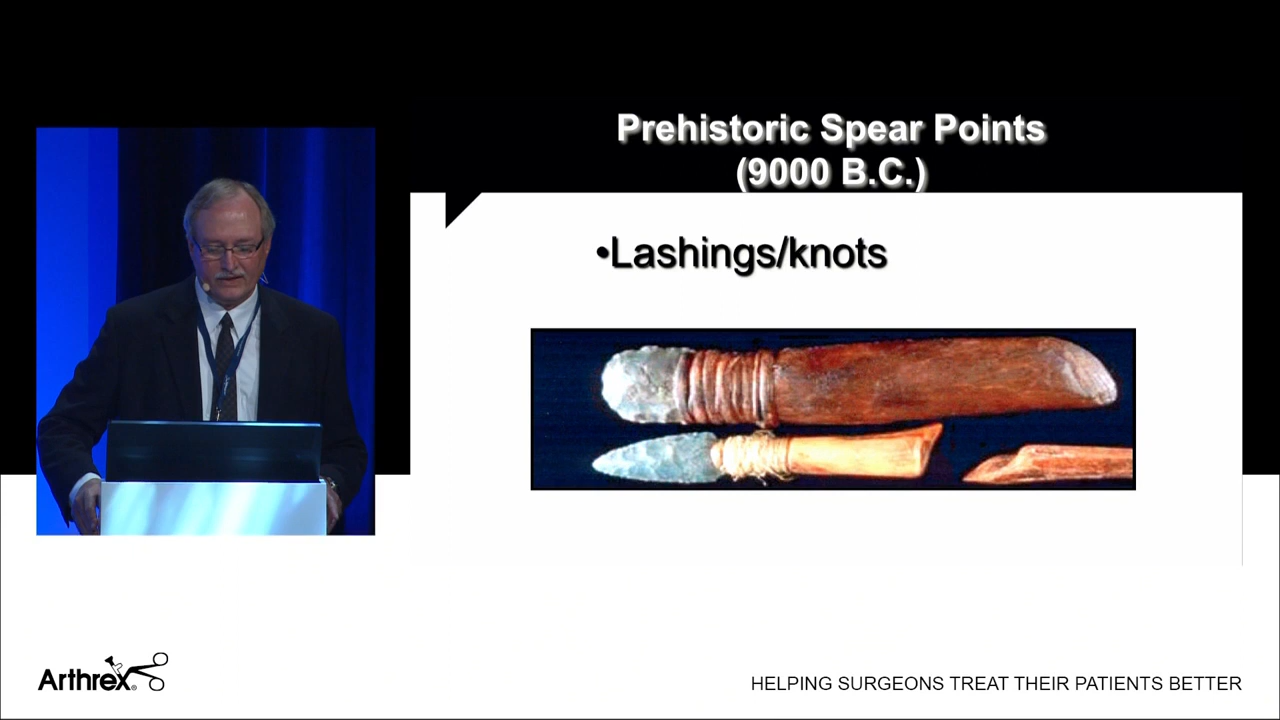 Prehistoric Spear Points
(9000 B.C.)
•Lashings/knots
Arthrex®
HELPING SURGEONS TREAT THEIR PATIENTS BETTER